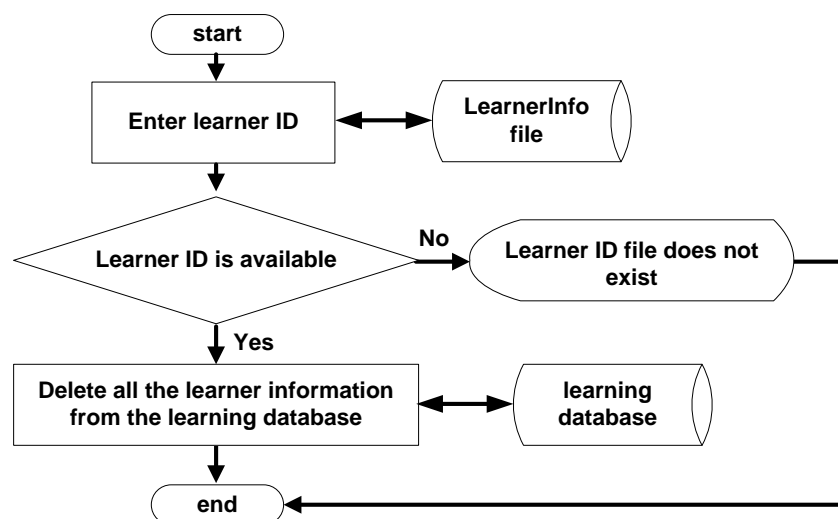 start
Enter learner ID
LearnerInfo
file
Learner ID is available
No
Learner ID file does not
exist
Yes
Delete all the learner information
from the learning database
learning
database
end